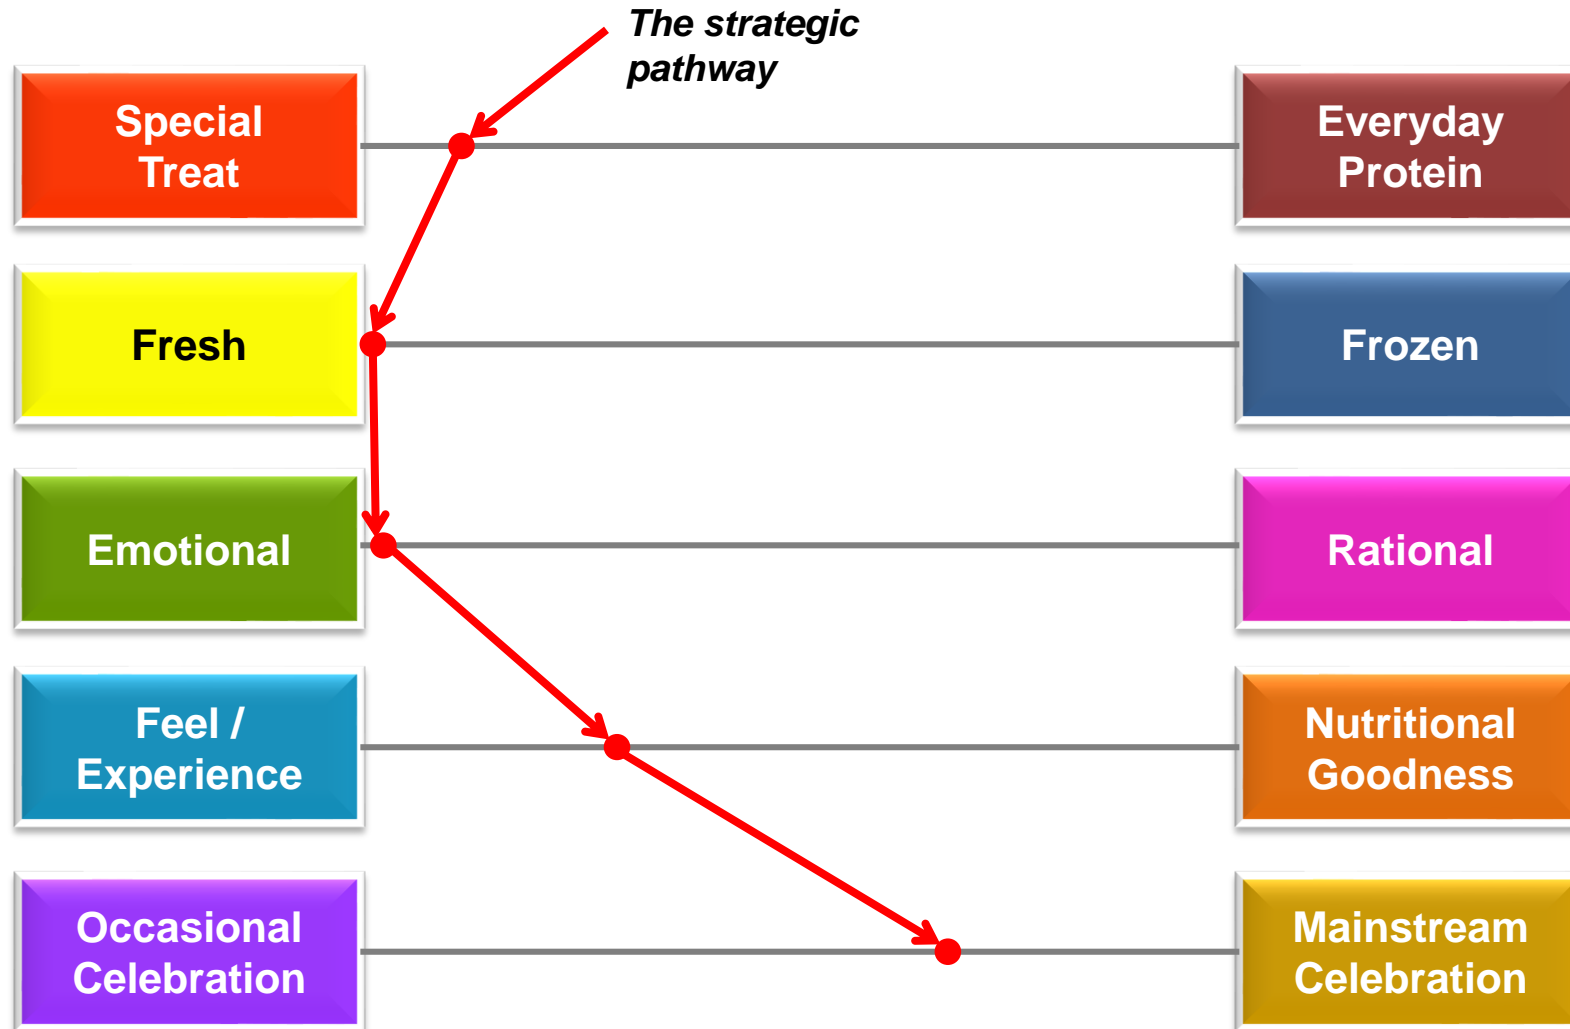 The strategic
pathway
Special
Treat
Everyday
Protein
Fresh
Frozen
Emotional
Rational
Feel /
Experience
Nutritional
Goodness
Occasional
Celebration
Mainstream
Celebration